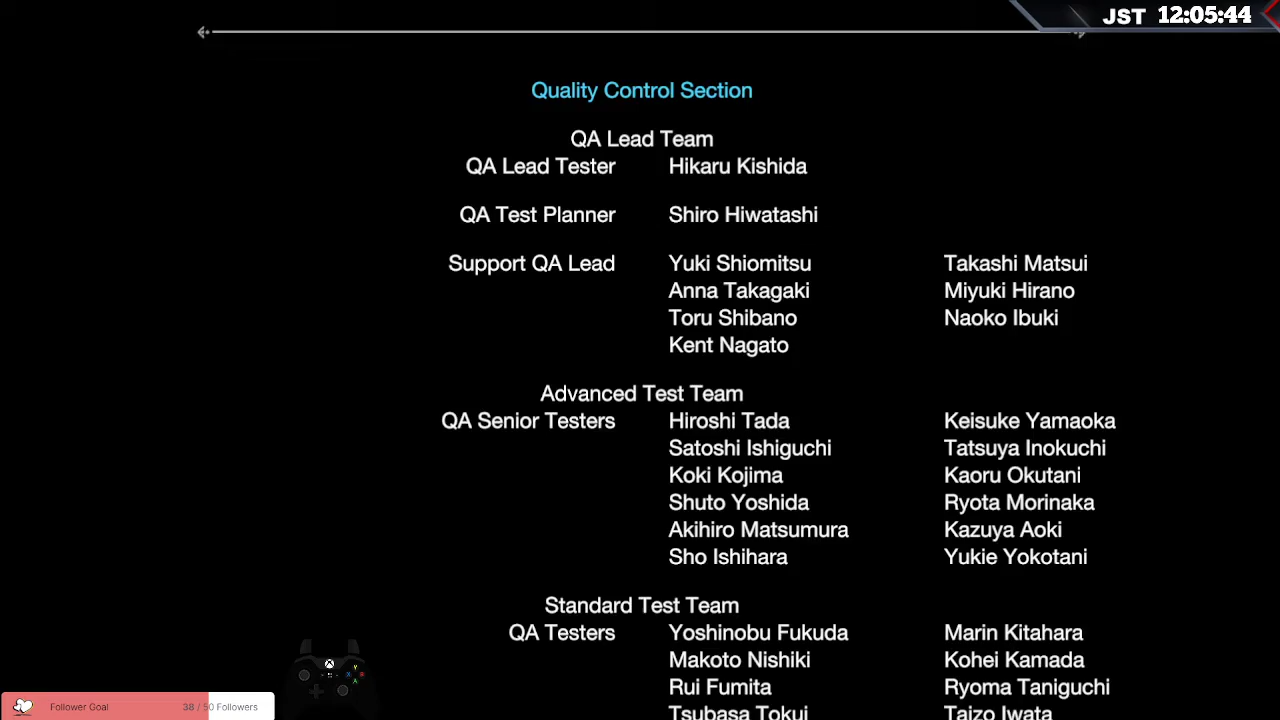 JST 12:05:44
Quality Control Section
QA Lead Team
QA Lead Tester Hikaru Kishida
QA Test Planner Shiro Hiwatashi
Support QA Lead Yuki Shiomitsu Takashi Matsui
Anna Takagaki Miyuki Hirano
Toru Shibano Naoko Ibuki
Kent Nagato
Advanced Test Team
QA Senior Testers Hiroshi Tada Keisuke Yamaoka
Satoshi Ishiguchi Tatsuya Inokuchi
Koki Kojima Kaoru Okutani
Shuto Yoshida Ryota Morinaka
Akihiro Matsumura Kazuya Aoki
Sho Ishihara Yukie Yokotani
Standard Test Team
QA Testers Yoshinobu Fukuda Marin Kitahara
Makoto Nishiki Kohei Kamada
Rui Fumita Ryoma Taniguchi
Tsubasa Tokui Taizo Iwata
Follower Goal 38 / 50 Followers